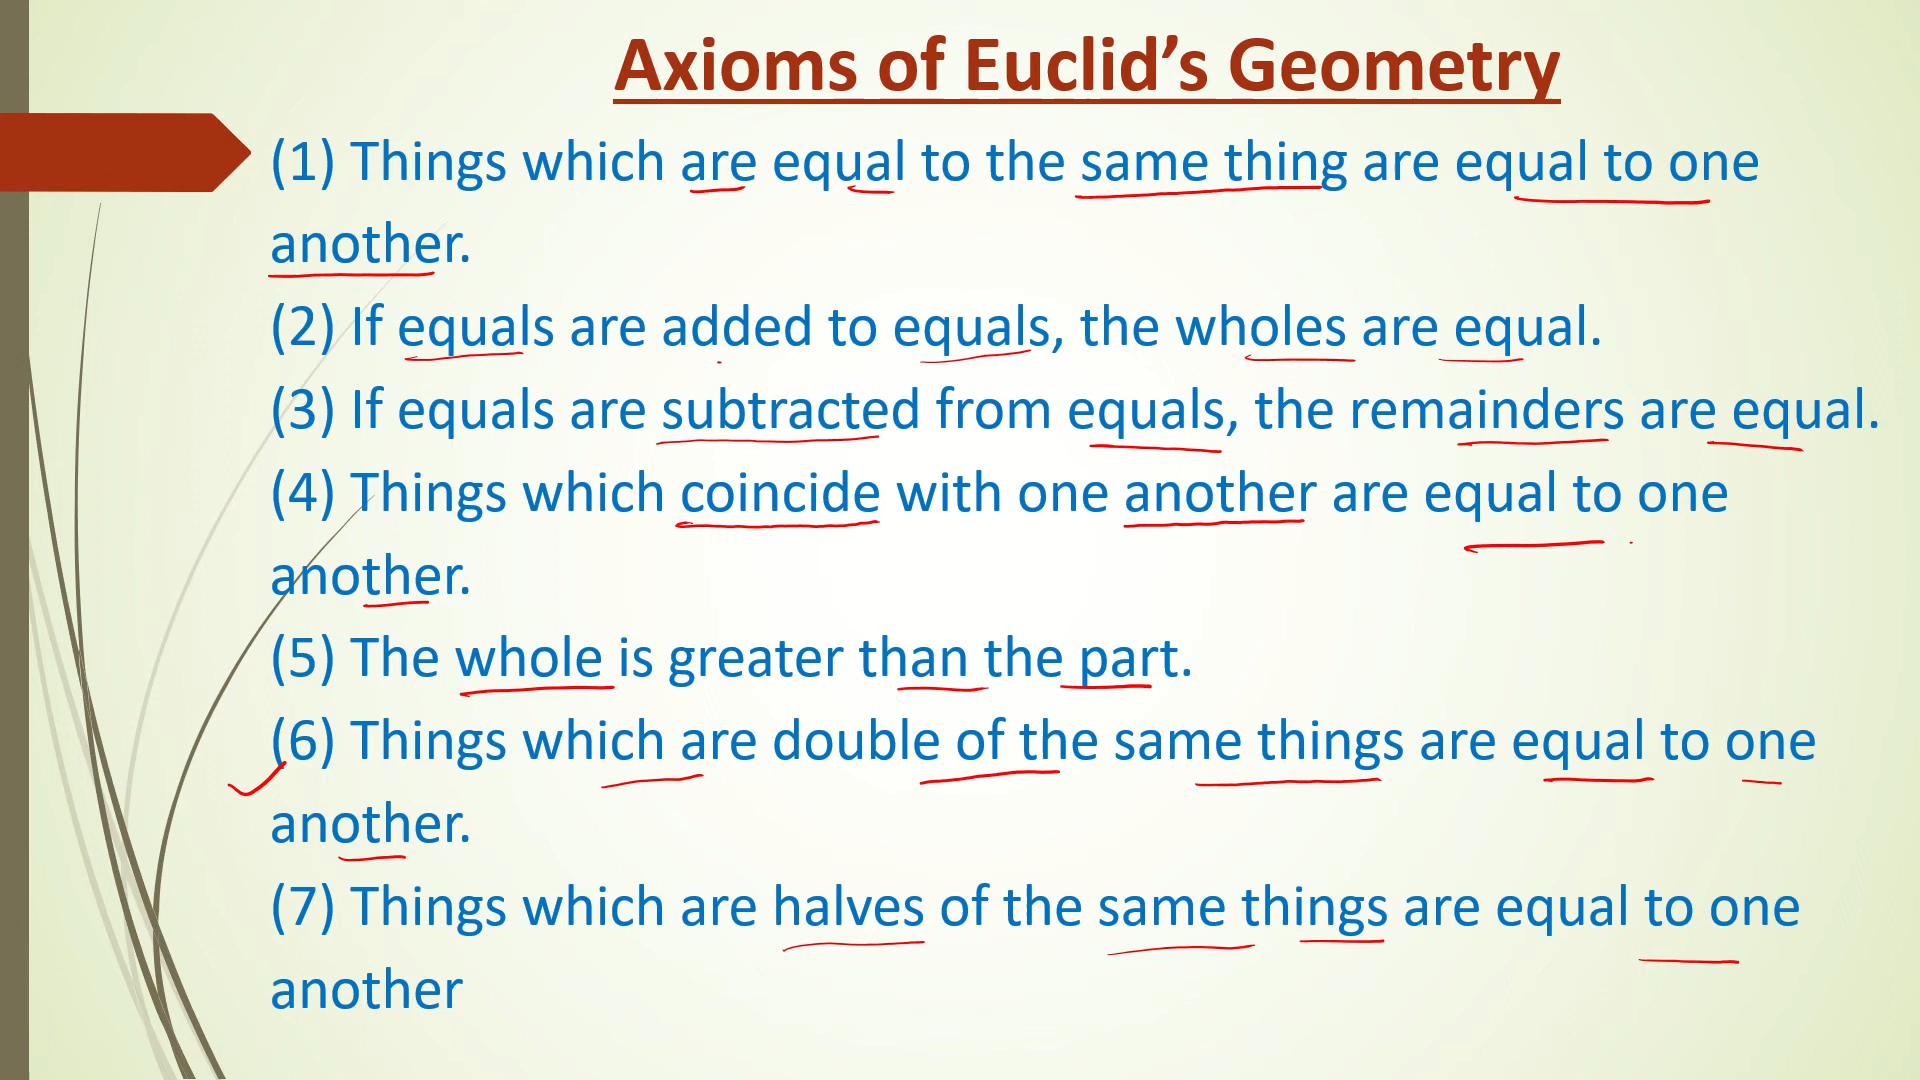 Axioms of Euclid’s Geometry
(1) Things which are equal to the same thing are equal to one
another.
(2) If equals are added to equals, the wholes are equal.
(3) If equals are subtracted from equals, the remainders are equal.
(4) Things which coincide with one another are equal to one
another.
(5) The whole is greater than the part.
(6) Things which are double of the same things are equal to one
another.
(7) Things which are halves of the same things are equal to one
another